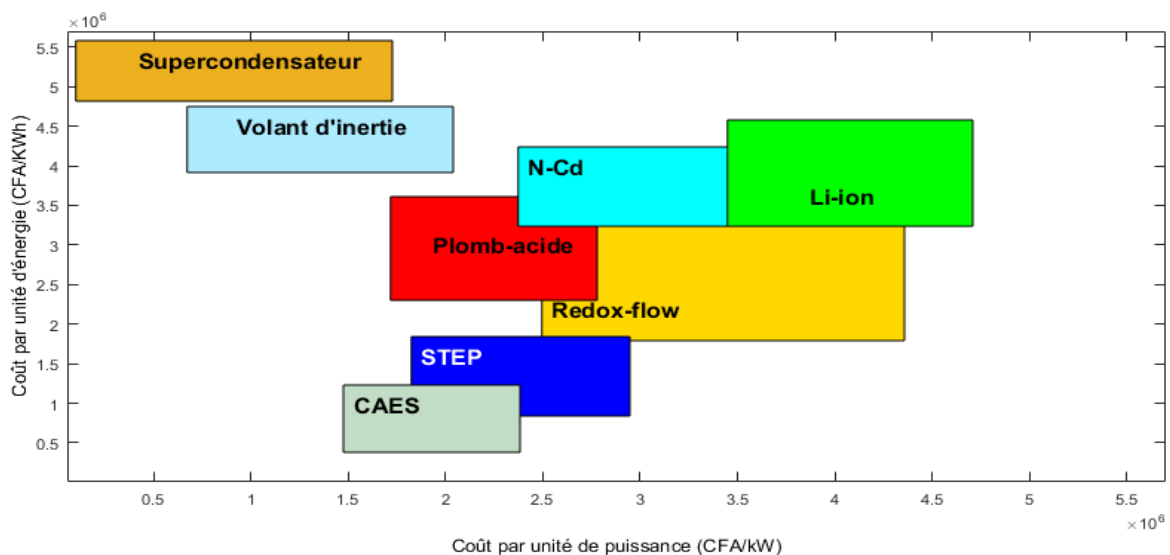 ×10⁶
5.5
5
4.5
4
3.5
3
2.5
2
1.5
1
0.5
Coût par unité d'énergie (CFA/KWh)
Supercondensateur
Volant d'inertie
N-Cd
Li-ion
Plomb-acide
Redox-flow
STEP
CAES
0.5 1 1.5 2 2.5 3 3.5 4 4.5 5 5.5
×10⁶
Coût par unité de puissance (CFA/kW)